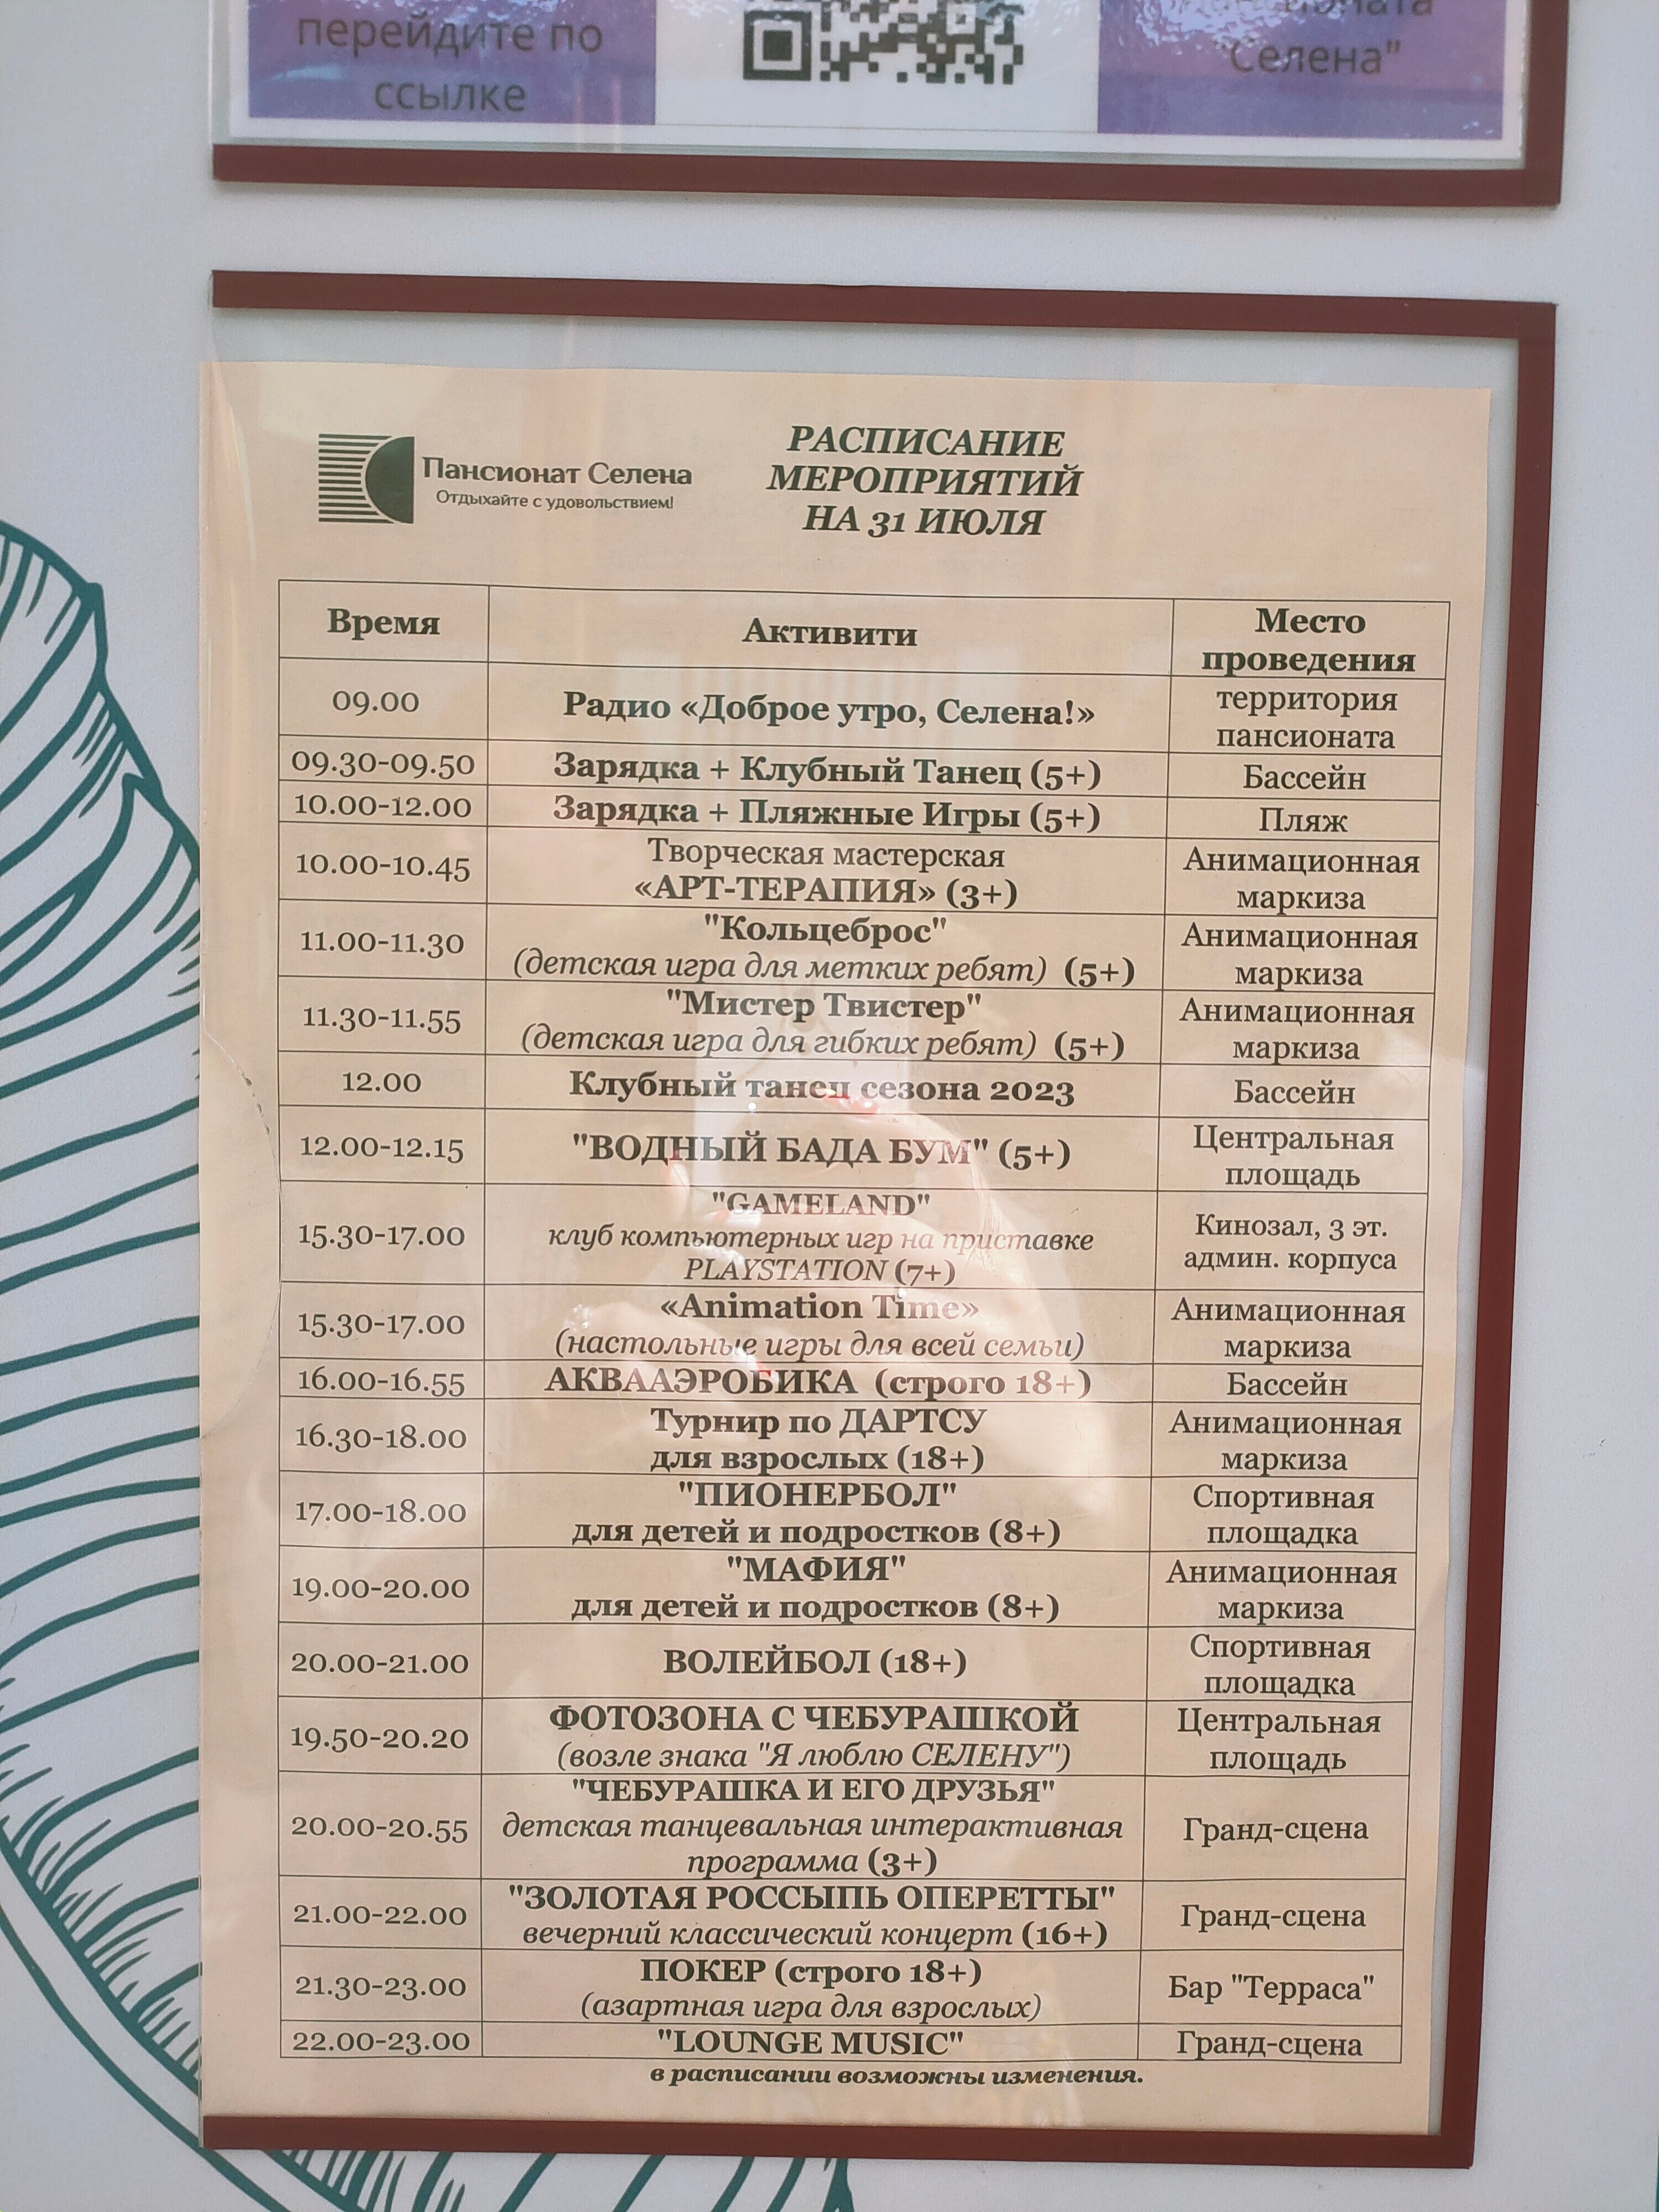 перейдите по
ссылке
"Селена"
Пансионат Селена
Отдыхайте с удовольствием!
РАСПИСАНИЕ
МЕРОПРИЯТИЙ
НА 31 ИЮЛЯ
Время
Активити
Место
проведения
09.00
Радио «Доброе утро, Селена!»
территория
пансионата
09.30-09.50
Зарядка + Клубный Танец (5+)
Бассейн
10.00-12.00
Зарядка + Пляжные Игры (5+)
Пляж
10.00-10.45
Творческая мастерская
«АРТ-ТЕРАПИЯ» (3+)
Анимационная
маркиза
11.00-11.30
"Кольцеброс"
(детская игра для метких ребят) (5+)
Анимационная
маркиза
11.30-11.55
"Мистер Твистер"
(детская игра для гибких ребят) (5+)
Анимационная
маркиза
12.00
Клубный танец сезона 2023
Бассейн
12.00-12.15
"ВОДНЫЙ БАДА БУМ" (5+)
Центральная
площадь
15.30-17.00
"GAMELAND"
клуб компьютерных игр на приставке
PLAYSTATION (7+)
Кинозал, 3 эт.
админ. корпуса
15.30-17.00
«Animation Time»
(настольные игры для всей семьи)
Анимационная
маркиза
16.00-16.55
АКВААЭРОБИКА (строго 18+)
Бассейн
16.30-18.00
Турнир по ДАРТСУ
для взрослых (18+)
Анимационная
маркиза
17.00-18.00
"ПИОНЕРБОЛ"
для детей и подростков (8+)
Спортивная
площадка
19.00-20.00
"МАФИЯ"
для детей и подростков (8+)
Анимационная
маркиза
20.00-21.00
ВОЛЕЙБОЛ (18+)
Спортивная
площадка
19.50-20.20
ФОТОЗОНА С ЧЕБУРАШКОЙ
(возле знака "Я люблю СЕЛЕНУ")
Центральная
площадь
20.00-20.55
"ЧЕБУРАШКА И ЕГО ДРУЗЬЯ"
детская танцевальная интерактивная
программа (3+)
Гранд-сцена
21.00-22.00
"ЗОЛОТАЯ РОССЫПЬ ОПЕРЕТТЫ"
вечерний классический концерт (16+)
Гранд-сцена
21.30-23.00
ПОКЕР (строго 18+)
(азартная игра для взрослых)
Бар "Терраса"
22.00-23.00
"LOUNGE MUSIC"
Гранд-сцена
в расписании возможны изменения.